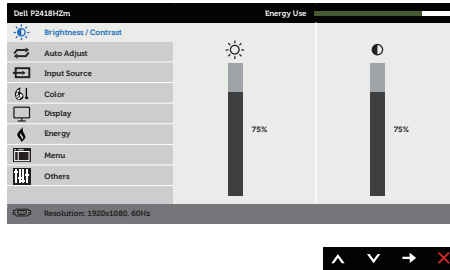 Dell P2418HZm
Energy Use
Brightness / Contrast
Auto Adjust
Input Source
Color
Display
Energy
Menu
Others
75%
75%
Resolution: 1920x1080, 60Hz